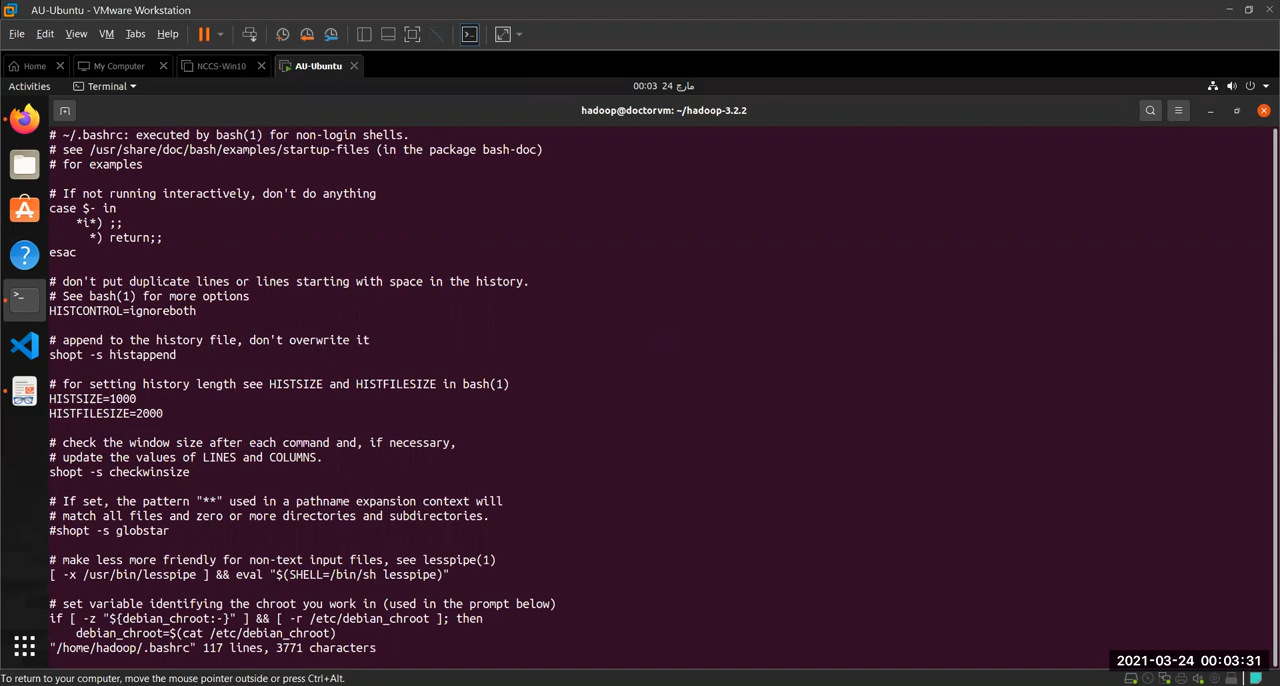 AU-Ubuntu - VMware Workstation
File Edit View VM Tabs Help
Home My Computer NCCS-Win10 AU-Ubuntu
Activities Terminal 00:03 24 مارچ
hadoop@doctorvm: ~/hadoop-3.2.2
# ~/.bashrc: executed by bash(1) for non-login shells.
# see /usr/share/doc/bash/examples/startup-files (in the package bash-doc)
# for examples
# If not running interactively, don't do anything
case $- in
    *i*) ;;
      *) return;;
esac
# don't put duplicate lines or lines starting with space in the history.
# See bash(1) for more options
HISTCONTROL=ignoreboth
# append to the history file, don't overwrite it
shopt -s histappend
# for setting history length see HISTSIZE and HISTFILESIZE in bash(1)
HISTSIZE=1000
HISTFILESIZE=2000
# check the window size after each command and, if necessary,
# update the values of LINES and COLUMNS.
shopt -s checkwinsize
# If set, the pattern "**" used in a pathname expansion context will
# match all files and zero or more directories and subdirectories.
#shopt -s globstar
# make less more friendly for non-text input files, see lesspipe(1)
[ -x /usr/bin/lesspipe ] && eval "$(SHELL=/bin/sh lesspipe)"
# set variable identifying the chroot you work in (used in the prompt below)
if [ -z "${debian_chroot:-}" ] && [ -r /etc/debian_chroot ]; then
    debian_chroot=$(cat /etc/debian_chroot)
"/home/hadoop/.bashrc" 117 lines, 3771 characters
2021-03-24 00:03:31
To return to your computer, move the mouse pointer outside or press Ctrl+Alt.